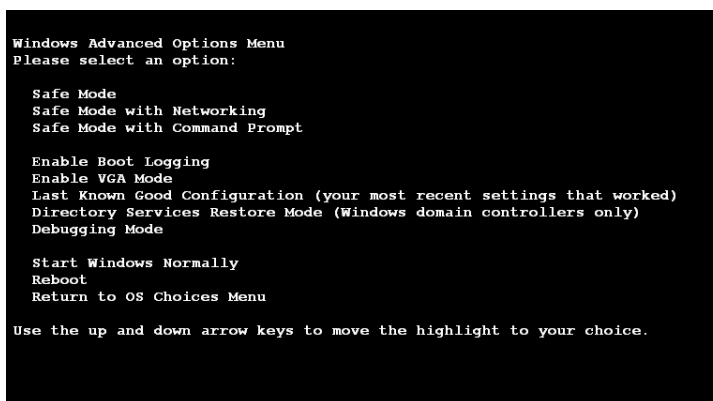 Windows Advanced Options Menu
Please select an option:
Safe Mode
Safe Mode with Networking
Safe Mode with Command Prompt
Enable Boot Logging
Enable VGA Mode
Last Known Good Configuration (your most recent settings that worked)
Directory Services Restore Mode (Windows domain controllers only)
Debugging Mode
Start Windows Normally
Reboot
Return to OS Choices Menu
Use the up and down arrow keys to move the highlight to your choice.